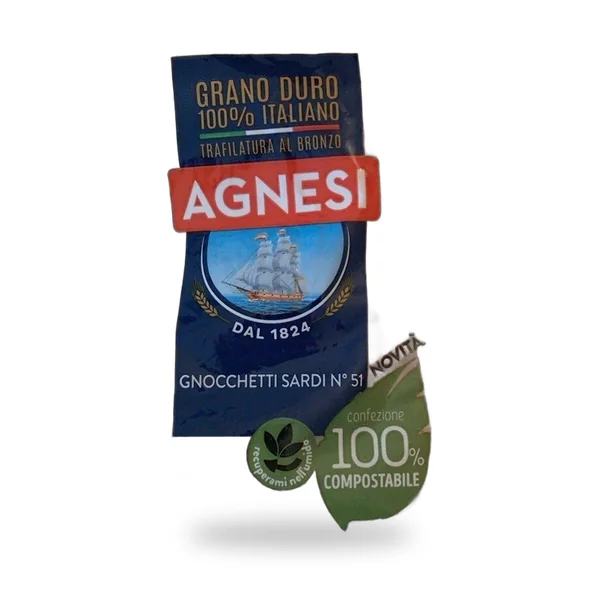 GRANO DURO
100% ITALIANO
TRAFILATURA AL BRONZO
AGNESI
DAL 1824
GNOCCHETTI SARDI N° 51
NOVITÀ
confezione
100%
COMPOSTABILE
recuperami nell'umido